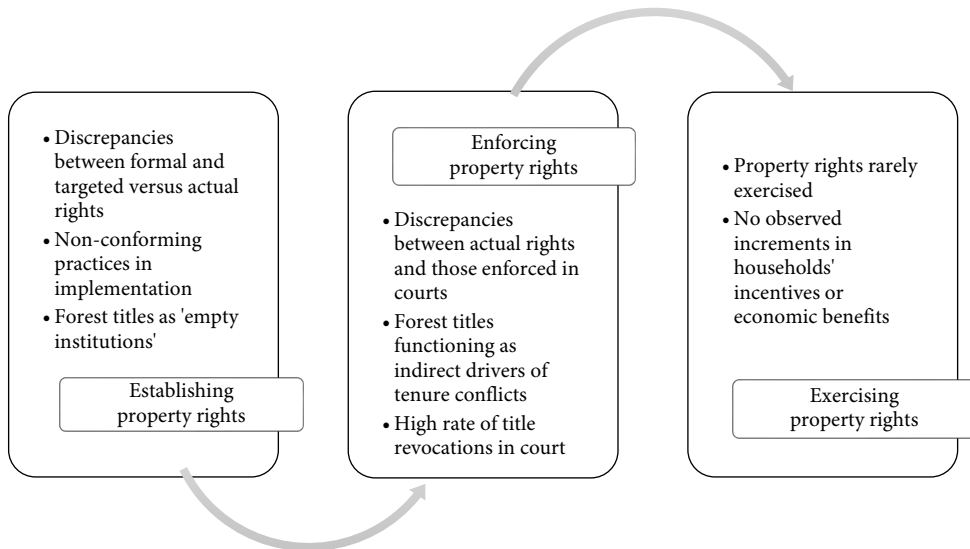 • Discrepancies
between formal and
targeted versus actual
rights
• Non-conforming
practices in
implementation
• Forest titles as 'empty
institutions'
Establishing
property rights
Enforcing
property rights
• Discrepancies
between actual rights
and those enforced in
courts
• Forest titles
functioning as
indirect drivers of
tenure conflicts
• High rate of title
revocations in court
• Property rights rarely
exercised
• No observed
increments in
households'
incentives or
economic benefits
Exercising
property rights